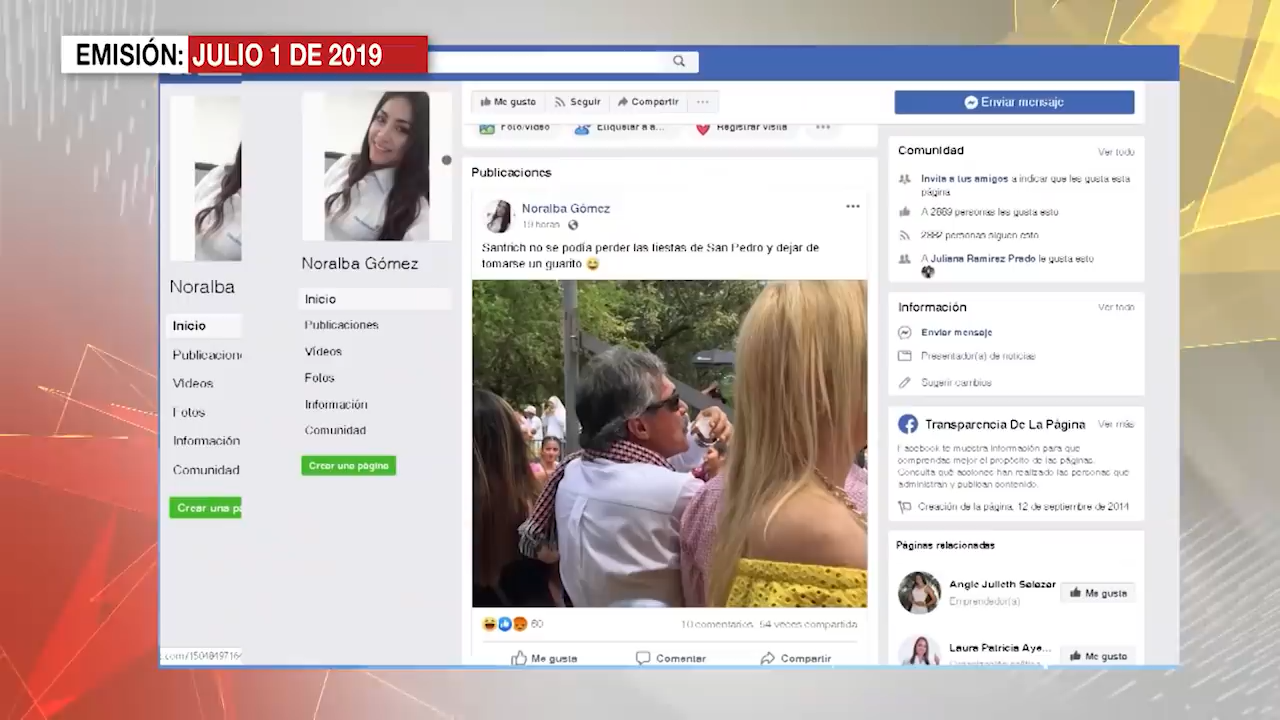 EMISIÓN: JULIO 1 DE 2019
Me gusta
Seguir
Compartir
Enviar mensaje
Foto/video
Etiquetar a a...
Registrar visita
Noralba
Inicio
Videos
Fotos
Información
Comunidad
Noralba Gómez
Inicio
Publicaciones
Vídeos
Fotos
Información
Comunidad
Crear una página
Publicaciones
Noralba Gómez
19 horas
Santrich no se podía perder las fiestas de San Pedro y dejar de
tomarse un guarito 😂
60
10 comentarios 54 veces compartida
Me gusta
Comentar
Compartir
Comunidad
Ver todo
Invita a tus amigos a indicar que les gusta esta
página
personas les gusta esto
personas siguen esto
A Juliana Ramirez Prado le gusta esto
Información
Ver todo
Enviar mensaje
Presentador(a) de noticias
Sugerir cambios
Transparencia De La Página
Ver más
Facebook te muestra información para que
comprendas mejor el propósito de las páginas.
Consulta qué acciones han realizado las personas que
administran y publican contenido.
Creación de la página: 12 de septiembre de 2014
Páginas relacionadas
Angie Julieth Salazar
Emprendedor(a)
Me gusta
Laura Patricia Aye...
Me gusta